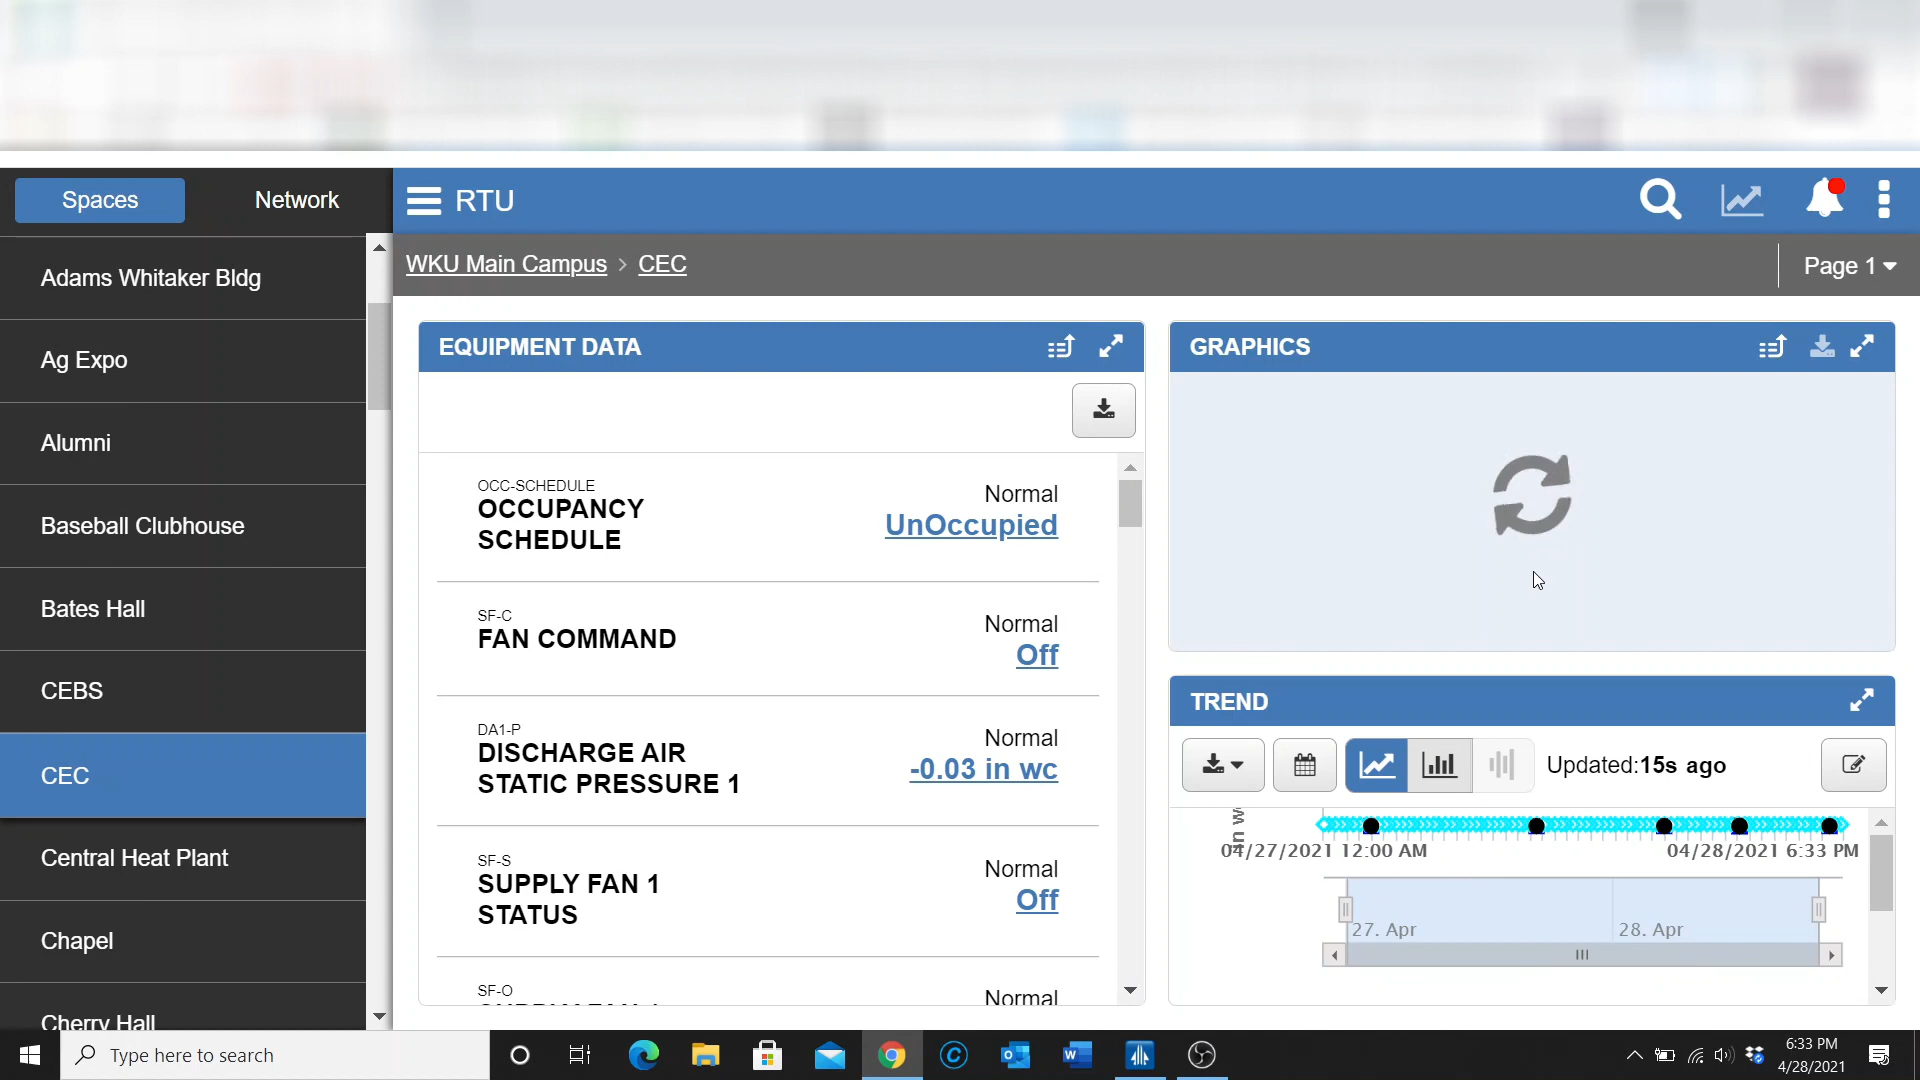 Spaces
Network
RTU
WKU Main Campus > CEC
Page 1
Adams Whitaker Bldg
Ag Expo
Alumni
Baseball Clubhouse
Bates Hall
CEBS
CEC
Central Heat Plant
Chapel
Cherry Hall
EQUIPMENT DATA
OCC-SCHEDULE
OCCUPANCY
SCHEDULE
Normal
UnOccupied
SF-C
FAN COMMAND
Normal
Off
DA1-P
DISCHARGE AIR
STATIC PRESSURE 1
Normal
-0.03 in wc
SF-S
SUPPLY FAN 1
STATUS
Normal
Off
SF-O
Normal
GRAPHICS
TREND
Updated:15s ago
in w
04/27/2021 12:00 AM
04/28/2021 6:33 PM
27. Apr
28. Apr
Type here to search
6:33 PM
4/28/2021